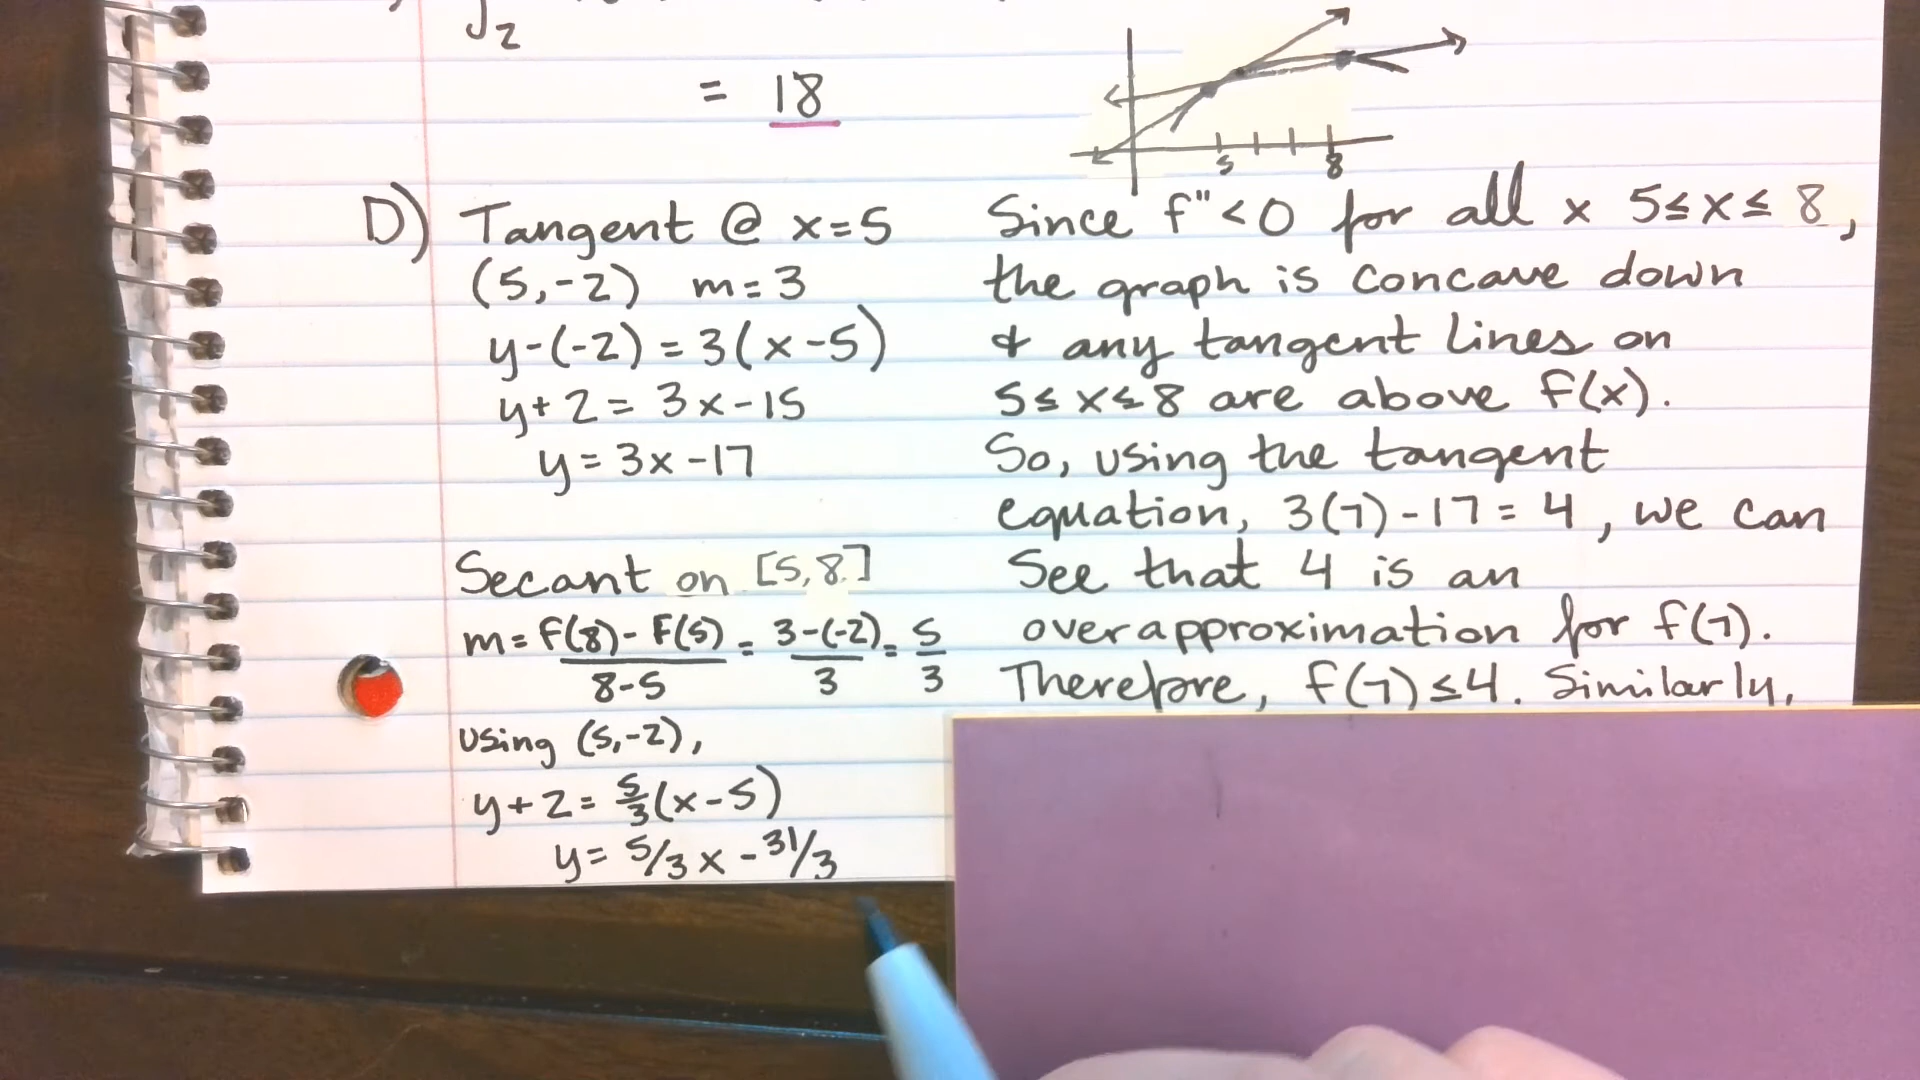 ∫2
= 18
5 8
D) Tangent @ x=5
(5,-2) m=3
y-(-2)=3(x-5)
y+2=3x-15
y=3x-17
Secant on [5,8]
m= f(8)-f(5)/8-5 = 3-(-2)/3 = 5/3
using (5,-2),
y+2= 5/3(x-5)
y= 5/3 x - 31/3
Since f"<0 for all x 5≤x≤8,
the graph is concave down
& any tangent lines on
5≤x≤8 are above f(x).
So, using the tangent
equation, 3(7)-17=4, we can
See that 4 is an
overapproximation for f(7).
Therefore, f(7)≤4. Similarly,